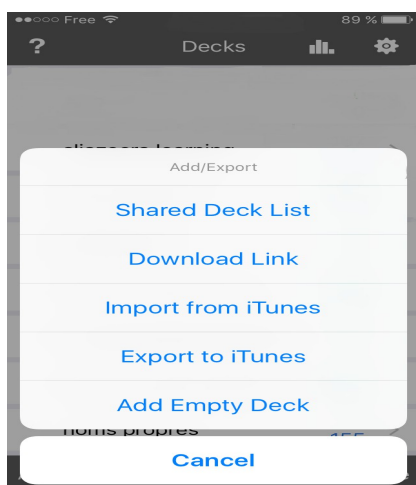 Free 89 %
? Decks
Add/Export
Shared Deck List
Download Link
Import from iTunes
Export to iTunes
Add Empty Deck
noms propres
Cancel